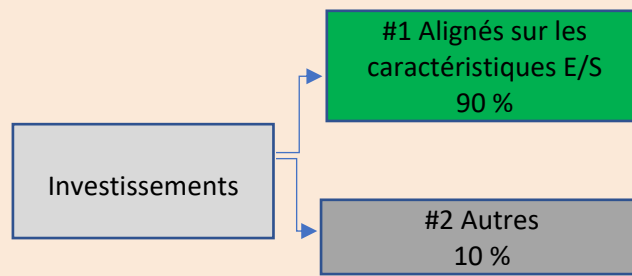 #1 Alignés sur les
caractéristiques E/S
90 %
Investissements
#2 Autres
10 %